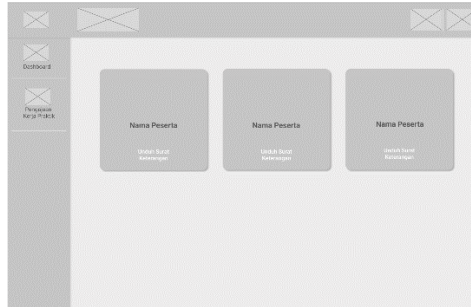 Dashboard
Pengajuan
Kerja Praktik
Nama Peserta
Unduh Surat
Keterangan
Nama Peserta
Unduh Surat
Keterangan
Nama Peserta
Unduh Surat
Keterangan